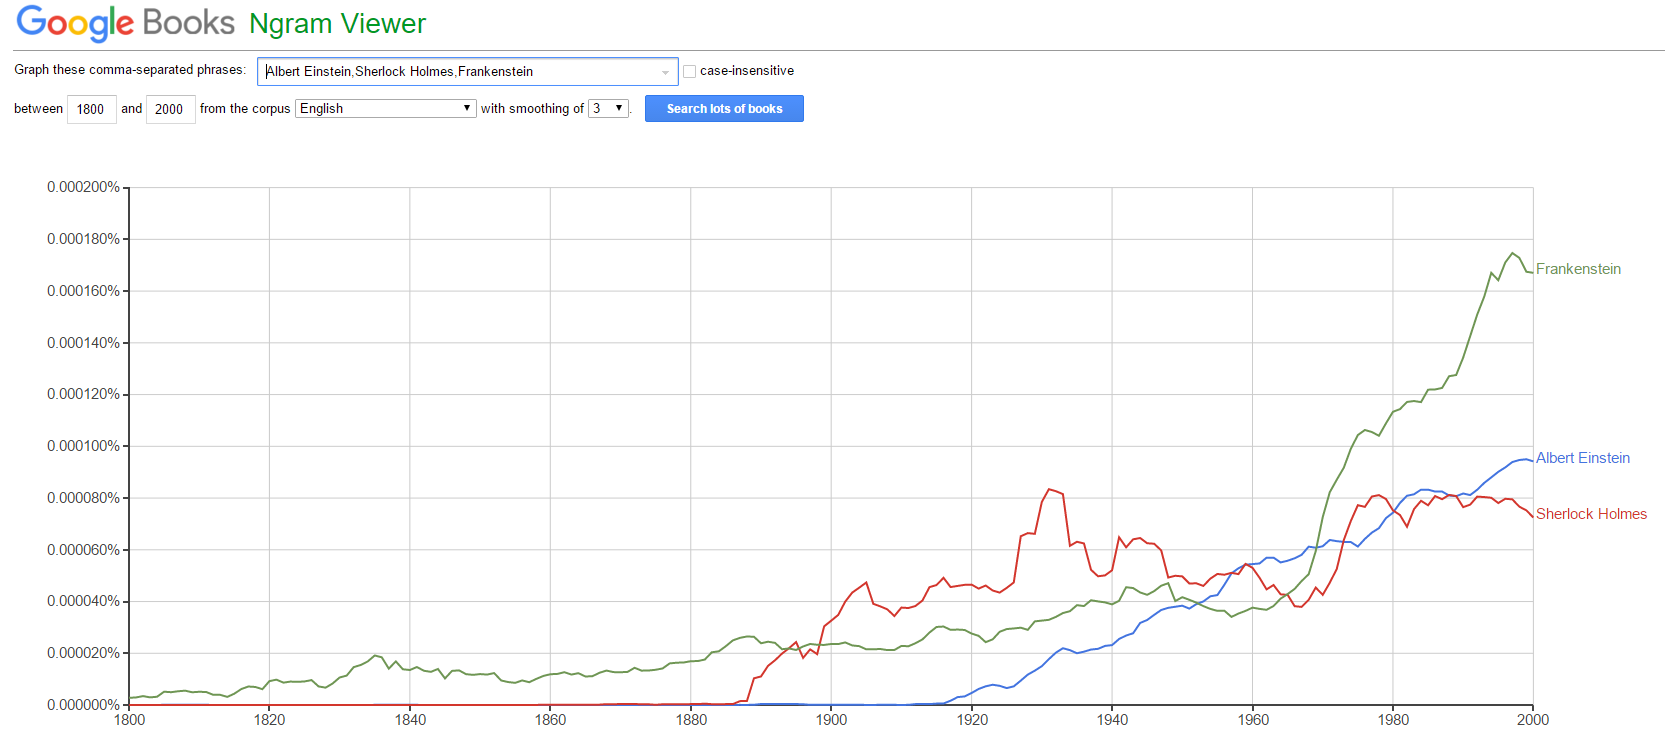 Google Books Ngram Viewer
Graph these comma-separated phrases: Albert Einstein,Sherlock Holmes,Frankenstein case-insensitive
between 1800 and 2000 from the corpus English with smoothing of 3 . Search lots of books
0.000200%
0.000180%
0.000160%
0.000140%
0.000120%
0.000100%
0.000080%
0.000060%
0.000040%
0.000020%
0.000000%
Frankenstein
Albert Einstein
Sherlock Holmes
1800 1820 1840 1860 1880 1900 1920 1940 1960 1980 2000